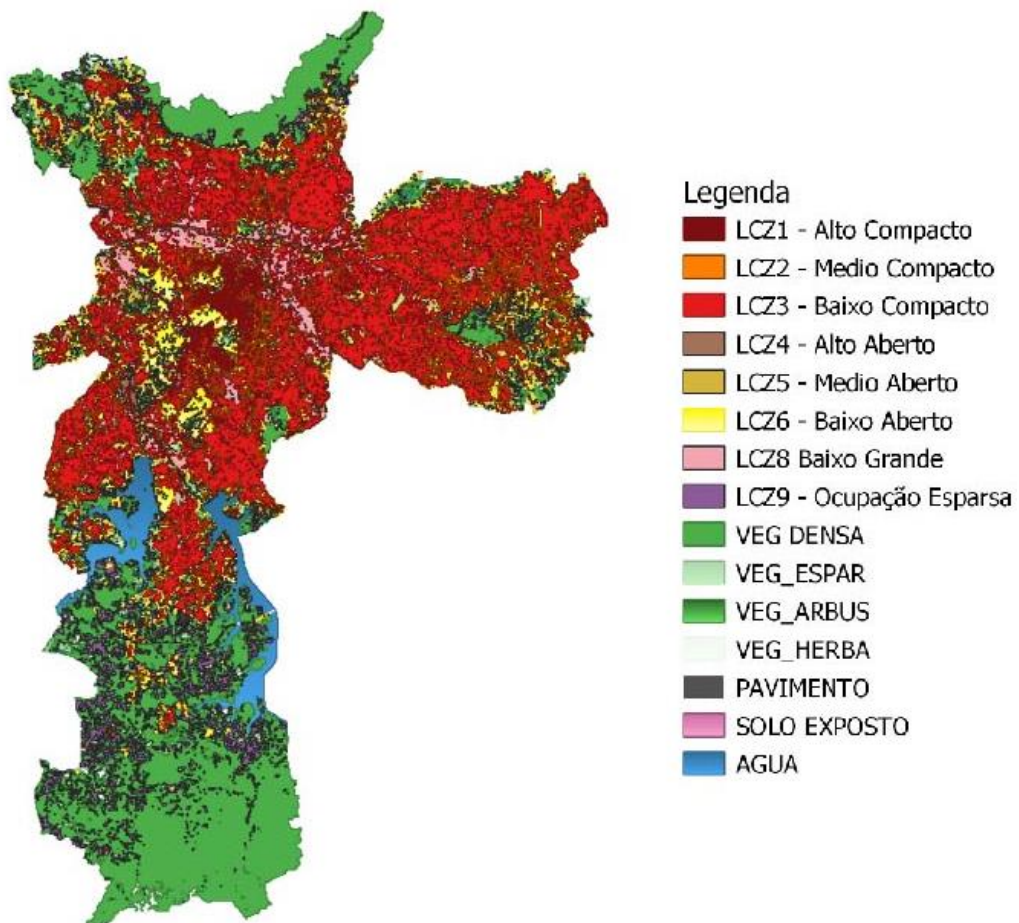 Legenda
LCZ1 - Alto Compacto
LCZ2 - Medio Compacto
LCZ3 - Baixo Compacto
LCZ4 - Alto Aberto
LCZ5 - Medio Aberto
LCZ6 - Baixo Aberto
LCZ8 Baixo Grande
LCZ9 - Ocupação Esparsa
VEG DENSA
VEG_ESPAR
VEG_ARBUS
VEG_HERBA
PAVIMENTO
SOLO EXPOSTO
AGUA